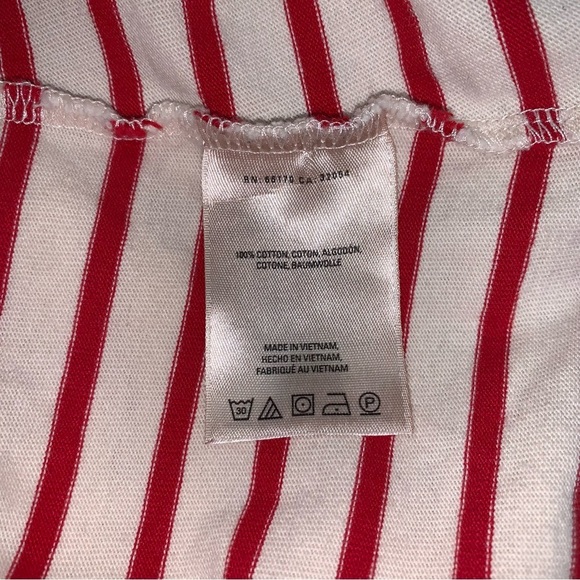 RN: 66170 CA: 32054
100% COTTON, COTON, ALGODÓN,
COTONE, BAUMWOLLE
MADE IN VIETNAM,
HECHO EN VIETNAM,
FABRIQUÉ AU VIETNAM
30 P